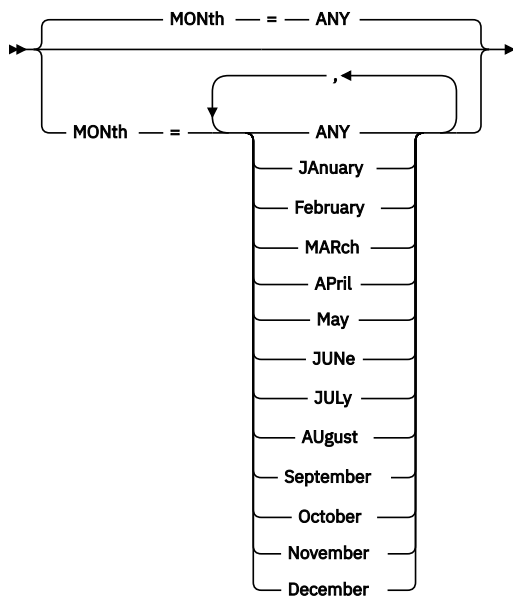 MONth = ANY
,
MONth = ANY
JAnuary
February
MARch
APril
May
JUNe
JULy
AUgust
September
October
November
December